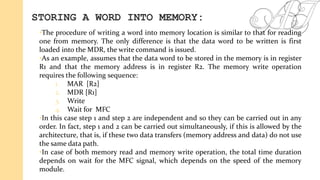 STORING A WORD INTO MEMORY:
The procedure of writing a word into memory location is similar to that for reading
one from memory. The only difference is that the data word to be written is first
loaded into the MDR, the write command is issued.
As an example, assumes that the data word to be stored in the memory is in register
R1 and that the memory address is in register R2. The memory write operation
requires the following sequence:
1. MAR [R2]
2. MDR [R1]
3. Write
4. Wait for MFC
In this case step 1 and step 2 are independent and so they can be carried out in any
order. In fact, step 1 and 2 can be carried out simultaneously, if this is allowed by the
architecture, that is, if these two data transfers (memory address and data) do not use
the same data path.
In case of both memory read and memory write operation, the total time duration
depends on wait for the MFC signal, which depends on the speed of the memory
module.